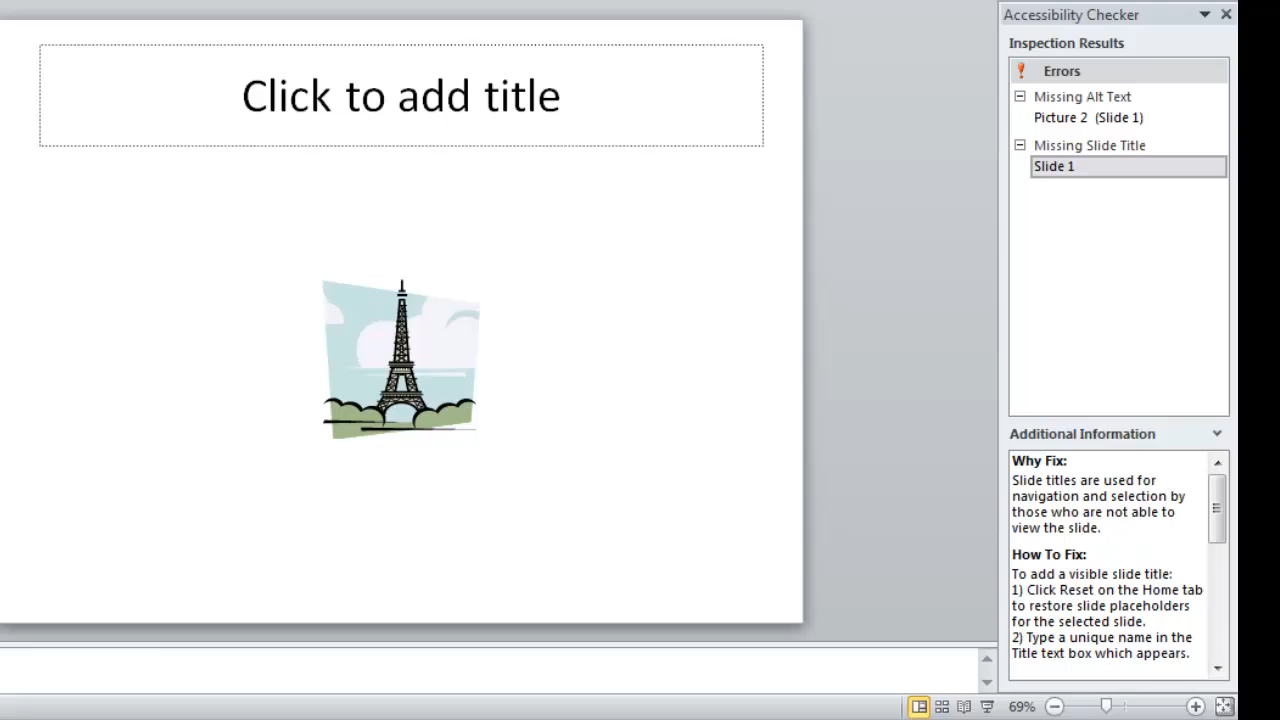 Accessibility Checker
Inspection Results
Errors
Missing Alt Text
Picture 2 (Slide 1)
Missing Slide Title
Slide 1
Click to add title
Additional Information
Why Fix:
Slide titles are used for
navigation and selection by
those who are not able to
view the slide.
How To Fix:
To add a visible slide title:
1) Click Reset on the Home tab
to restore slide placeholders
for the selected slide.
2) Type a unique name in the
Title text box which appears.
69%